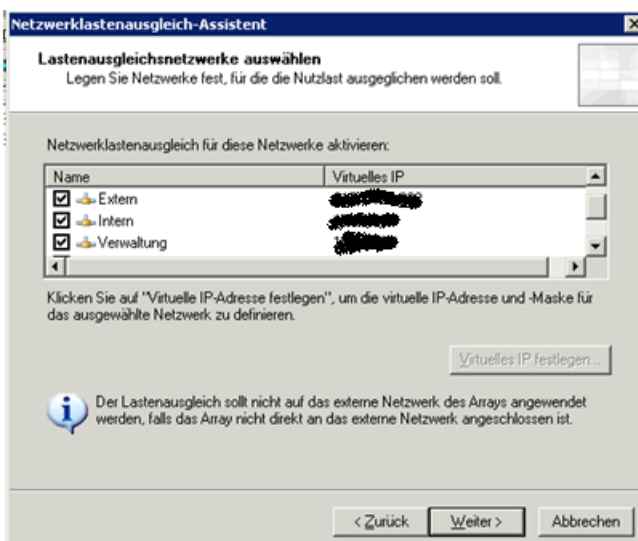 Netzwerklastenausgleich-Assistent
Lastenausgleichsnetzwerke auswählen
Legen Sie Netzwerke fest, für die die Nutzlast ausgeglichen werden soll.
Netzwerklastenausgleich für diese Netzwerke aktivieren:
Name Virtuelles IP
Extern
Intern
Verwaltung
Klicken Sie auf "Virtuelle IP-Adresse festlegen", um die virtuelle IP-Adresse und -Maske für
das ausgewählte Netzwerk zu definieren.
Virtuelles IP festlegen...
Der Lastenausgleich sollt nicht auf das externe Netzwerk des Arrays angewendet
werden, falls das Array nicht direkt an das externe Netzwerk angeschlossen ist.
< Zurück Weiter > Abbrechen